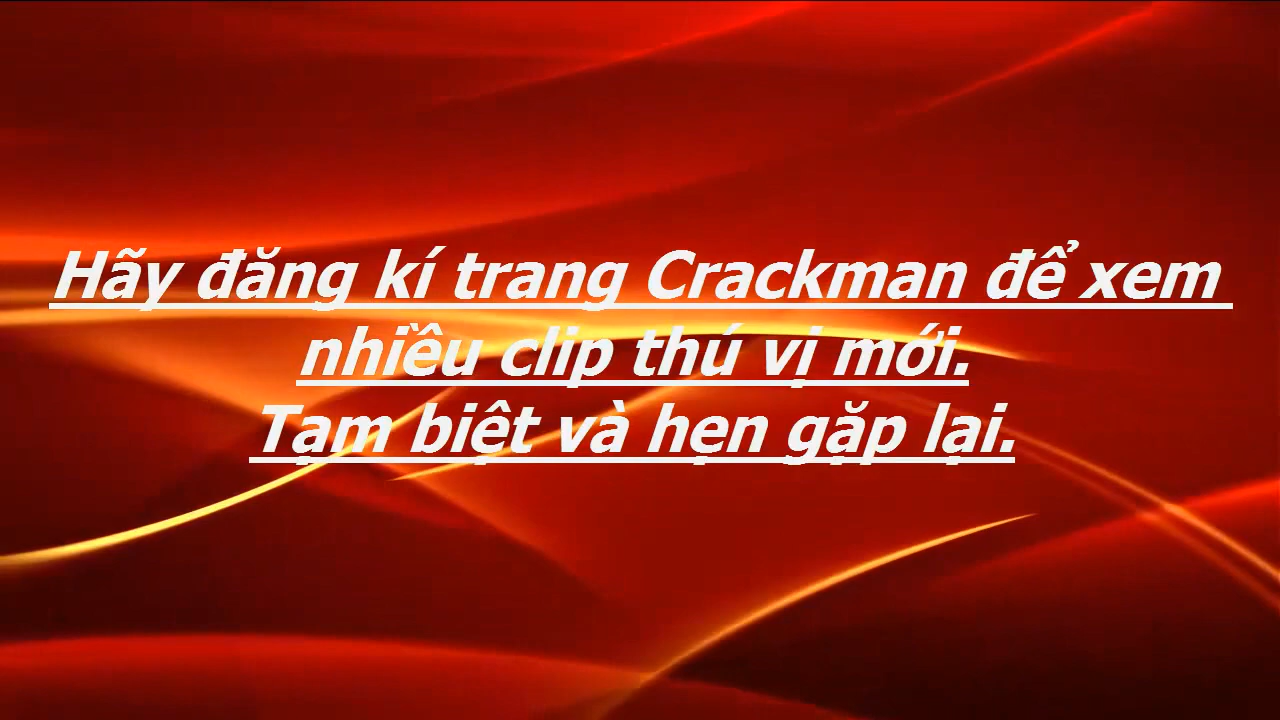 Hãy đăng kí trang Crackman để xem
nhiều clip thú vị mới.
Tạm biệt và hẹn gặp lại.